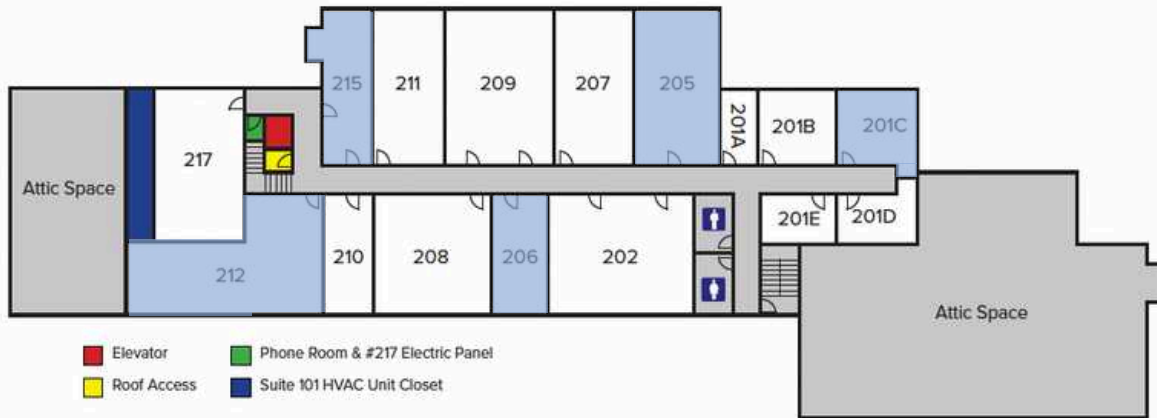 215
211
209
207
205
201A
201B
201C
217
Attic Space
201E
201D
212
210
208
206
202
Attic Space
Elevator
Phone Room & #217 Electric Panel
Roof Access
Suite 101 HVAC Unit Closet